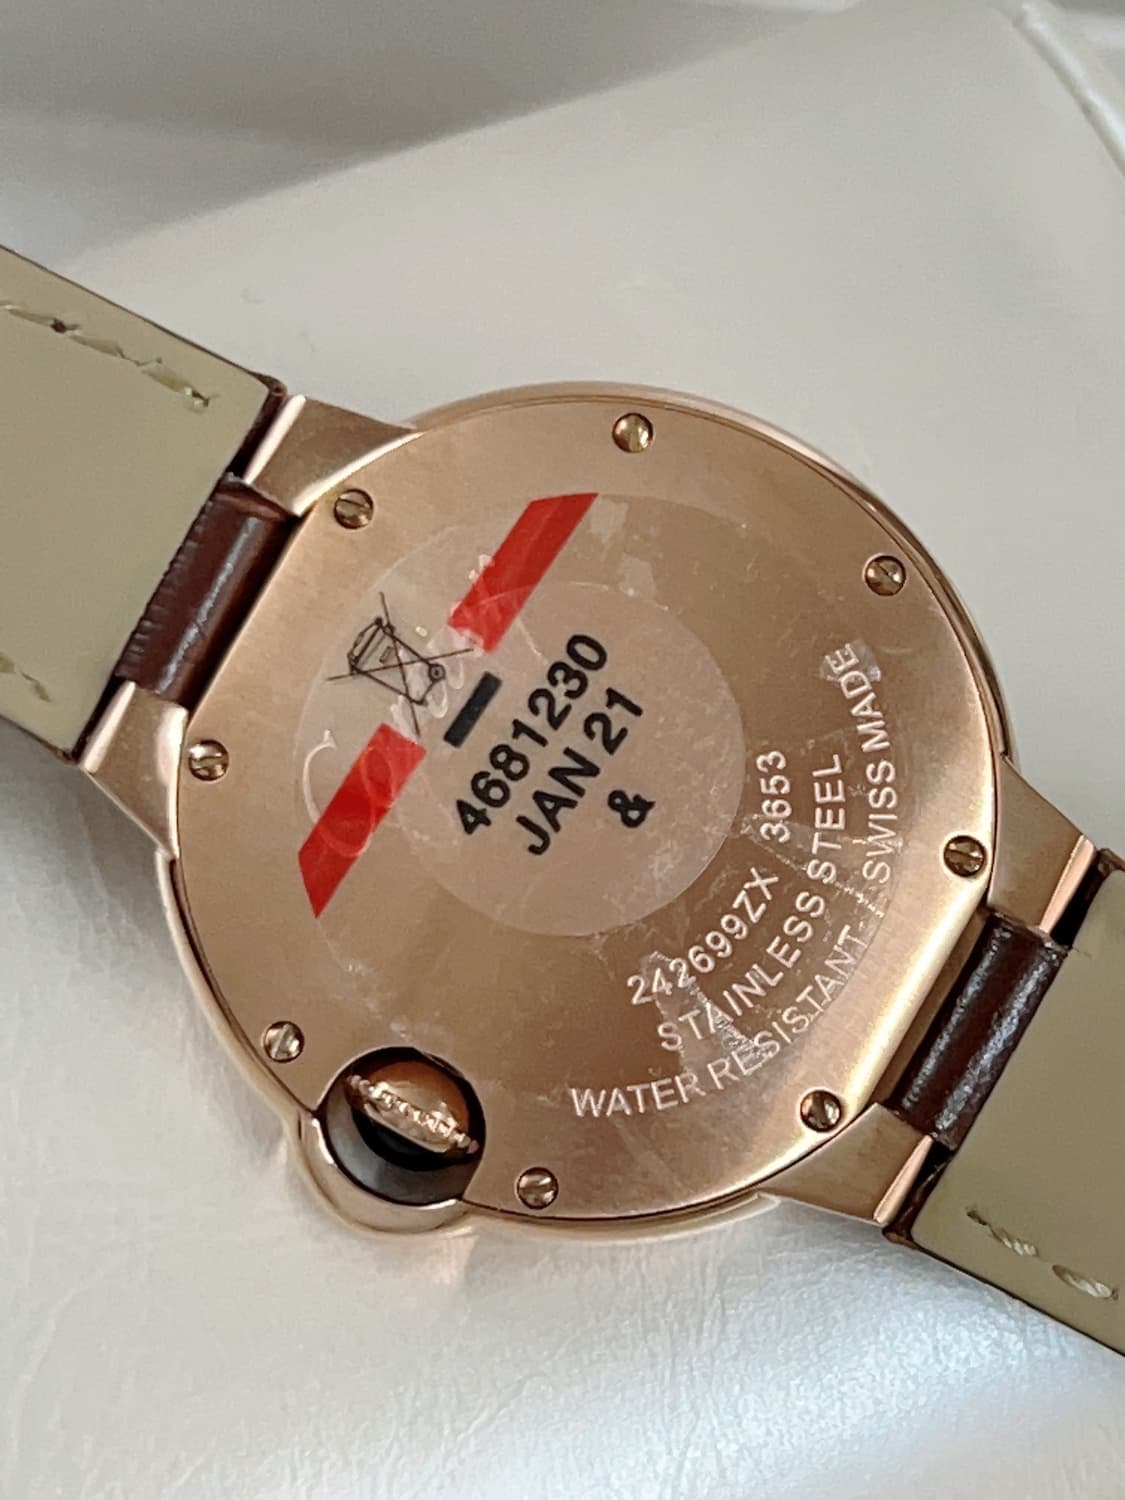 4681230
JAN 21
&
242699ZX 3653
STAINLESS STEEL
WATER RESISTANT - SWISS MADE